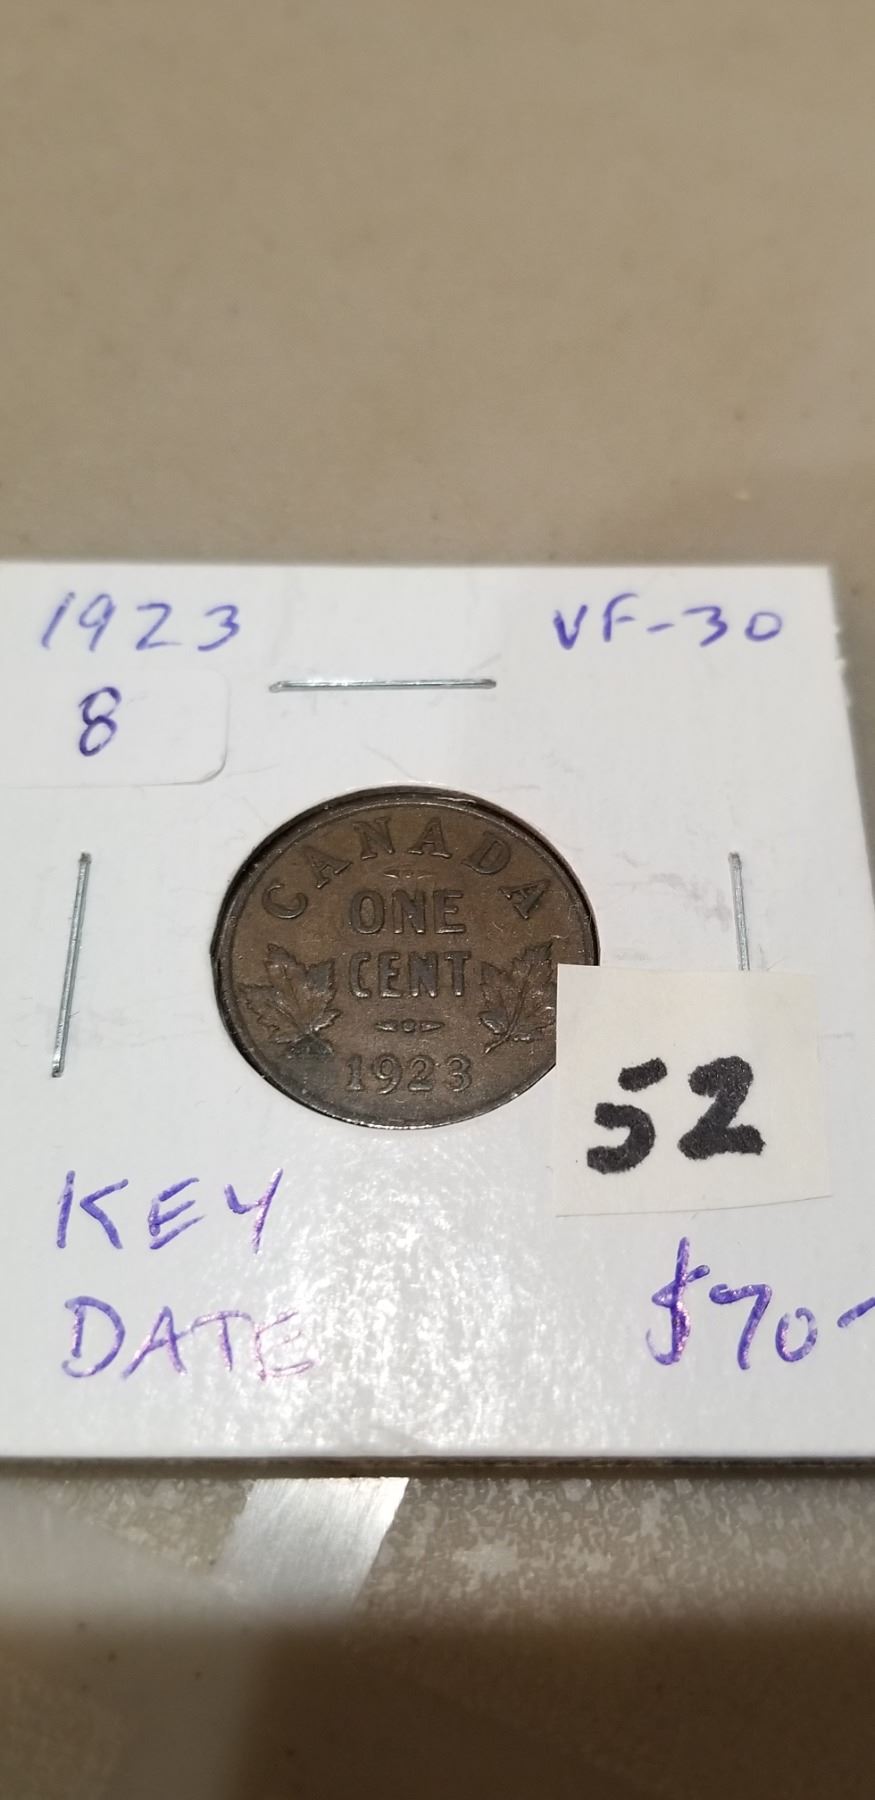 1923 VF-30
8
CANADA
ONE
CENT
1923
52
KEY
DATE
$70-